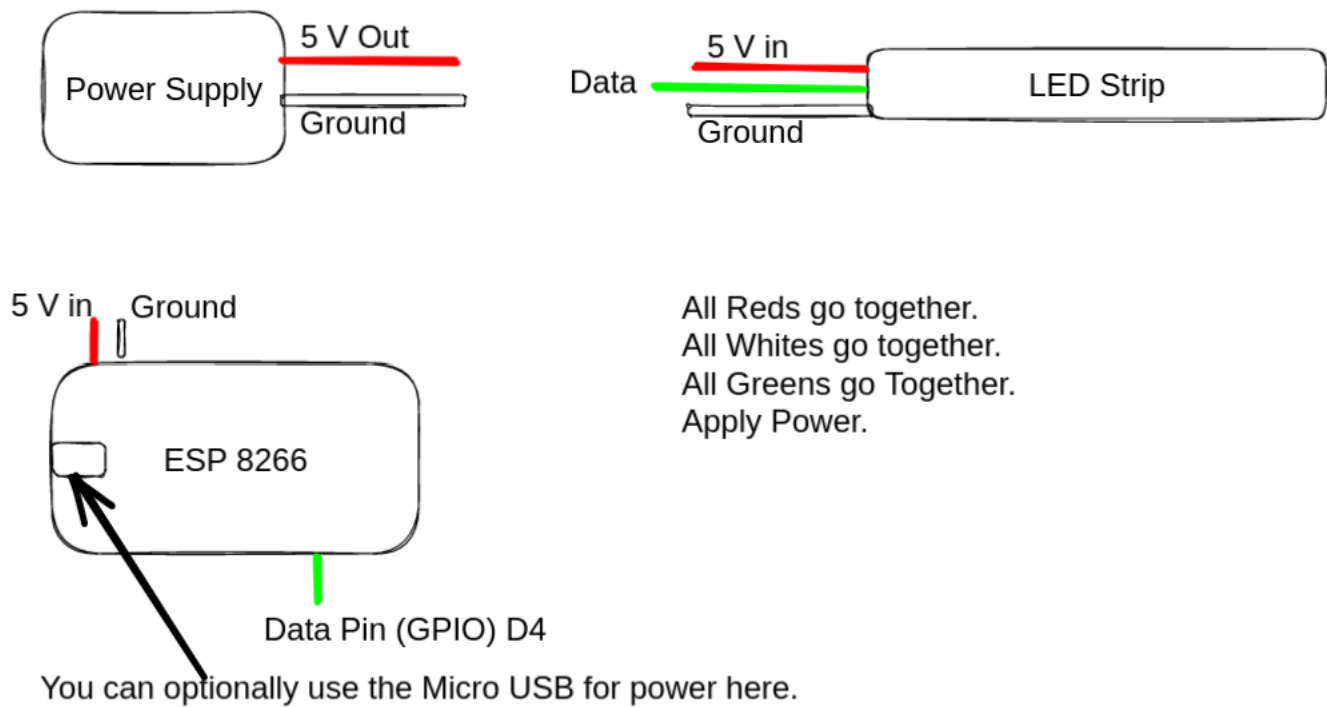 5 V Out
Power Supply
Ground
5 V in
Data
LED Strip
Ground
5 V in
Ground
ESP 8266
Data Pin (GPIO) D4
You can optionally use the Micro USB for power here.
All Reds go together.
All Whites go together.
All Greens go Together.
Apply Power.